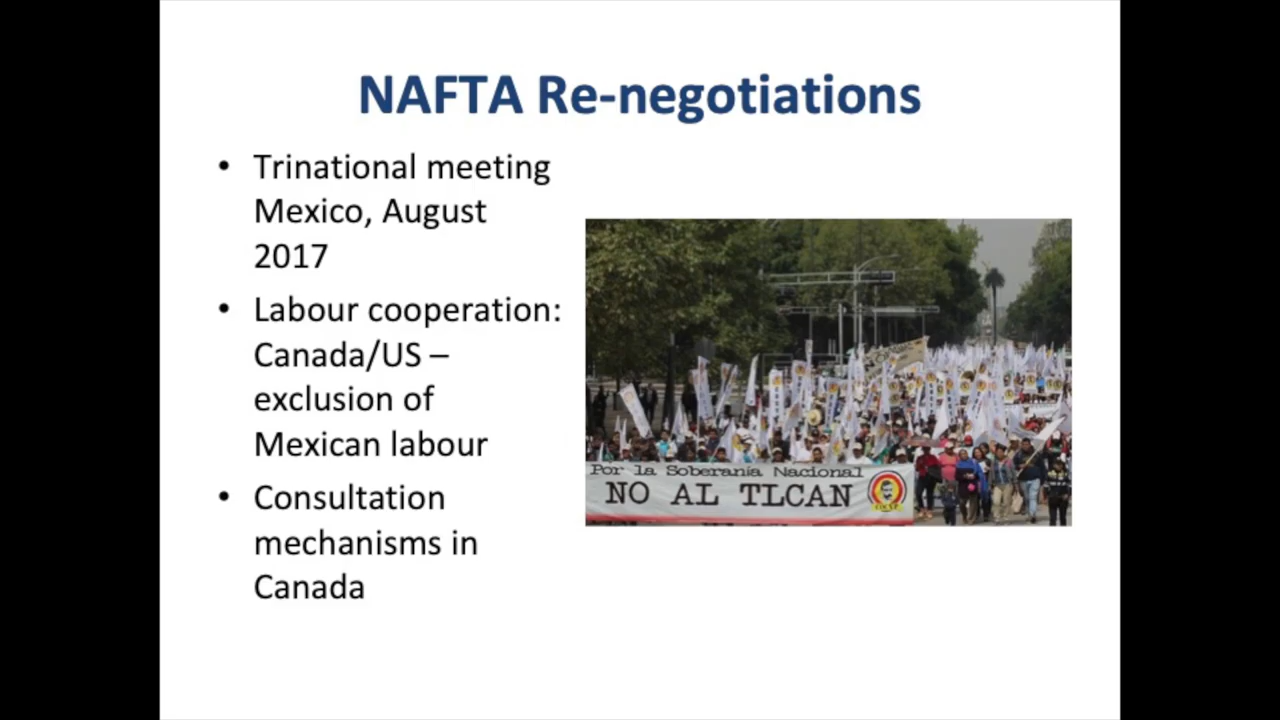 NAFTA Re-negotiations
• Trinational meeting
Mexico, August
2017
• Labour cooperation:
Canada/US –
exclusion of
Mexican labour
• Consultation
mechanisms in
Canada
Por la Soberanía Nacional
NO AL TLCAN